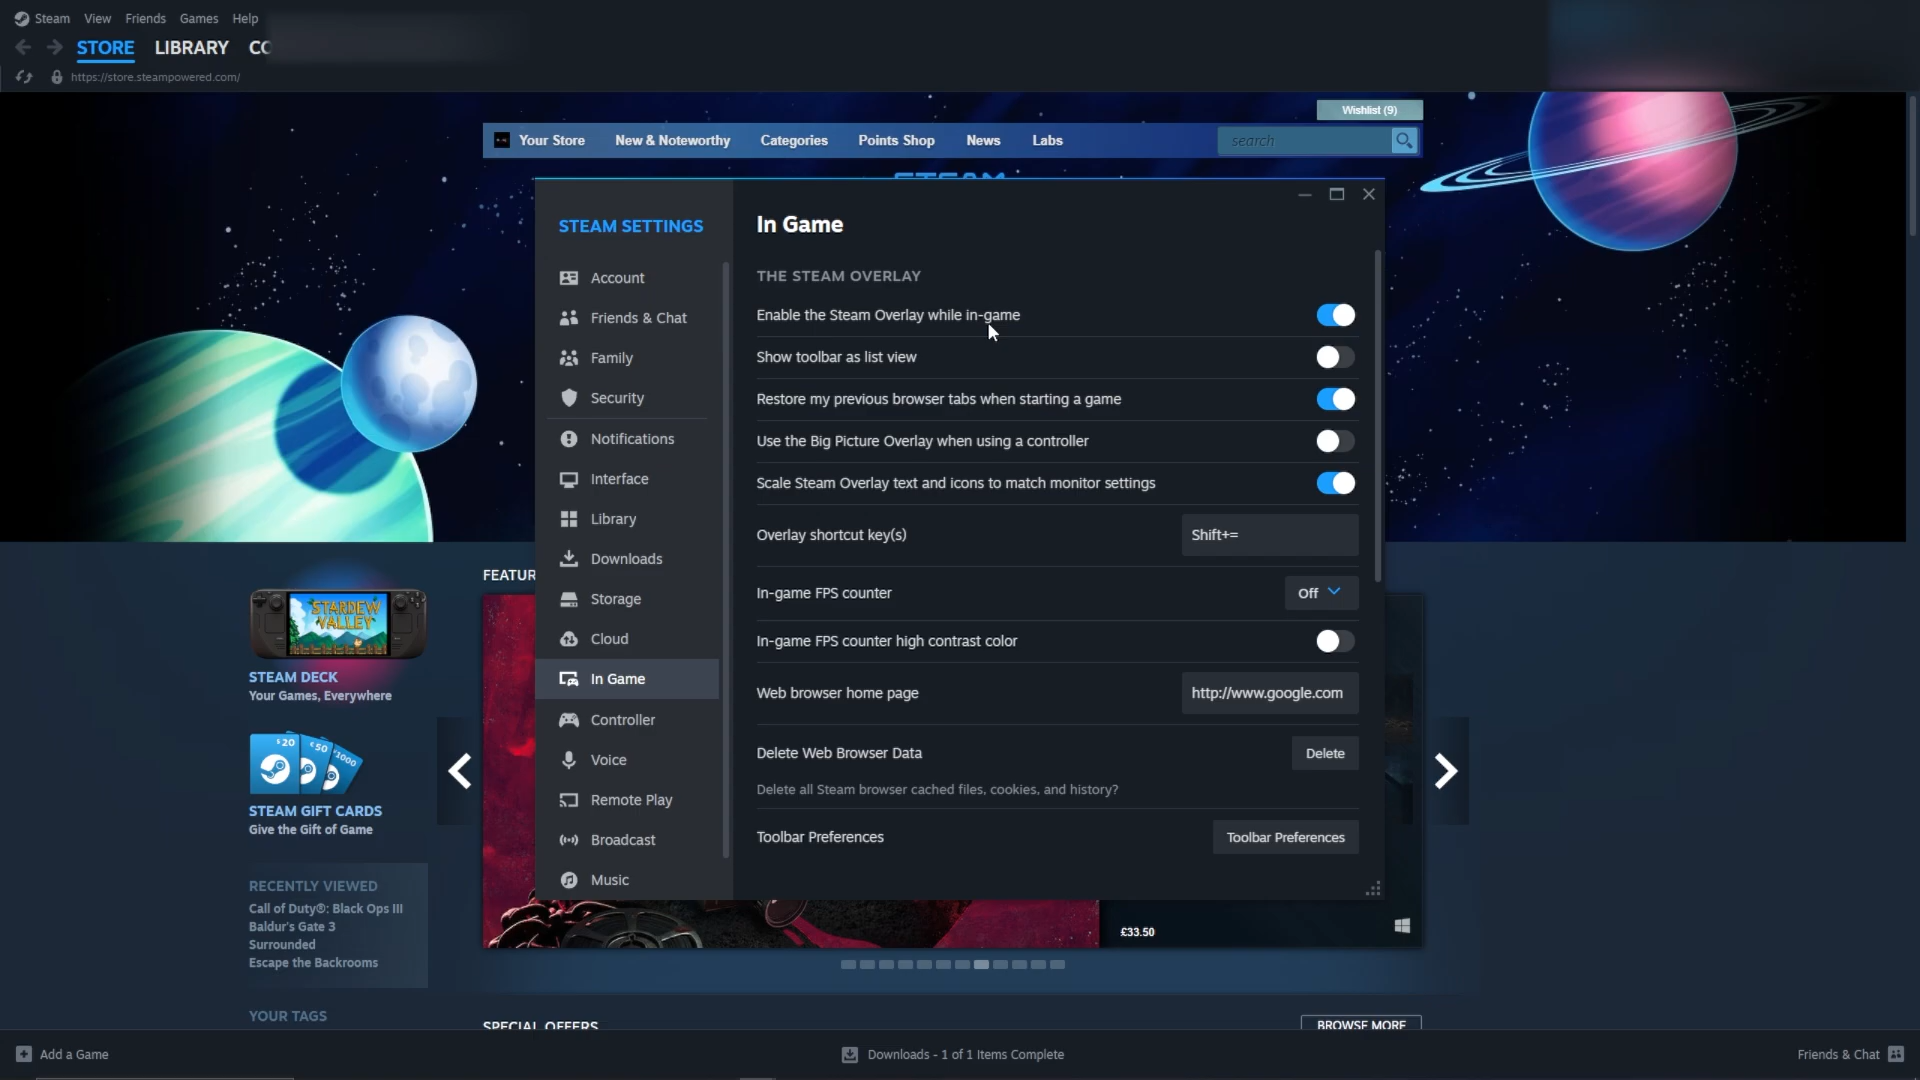 Steam View Friends Games Help
STORE LIBRARY CO
https://store.steampowered.com/
Wishlist (9)
Your Store New & Noteworthy Categories Points Shop News Labs
search
STEAM
STEAM SETTINGS
Account
Friends & Chat
Family
Security
Notifications
Interface
Library
Downloads
Storage
Cloud
In Game
Controller
Voice
Remote Play
Broadcast
Music
In Game
THE STEAM OVERLAY
Enable the Steam Overlay while in-game
Show toolbar as list view
Restore my previous browser tabs when starting a game
Use the Big Picture Overlay when using a controller
Scale Steam Overlay text and icons to match monitor settings
Overlay shortcut key(s) Shift+=
In-game FPS counter Off
In-game FPS counter high contrast color
Web browser home page http://www.google.com
Delete Web Browser Data Delete
Delete all Steam browser cached files, cookies, and history?
Toolbar Preferences Toolbar Preferences
FEATUR
STARDEW
VALLEY
STEAM DECK
Your Games, Everywhere
$20 €50 ¥1000
STEAM GIFT CARDS
Give the Gift of Game
RECENTLY VIEWED
Call of Duty®: Black Ops III
Baldur's Gate 3
Surrounded
Escape the Backrooms
YOUR TAGS
£33.50
SPECIAL OFFERS
BROWSE MORE
Add a Game
Downloads - 1 of 1 Items Complete
Friends & Chat